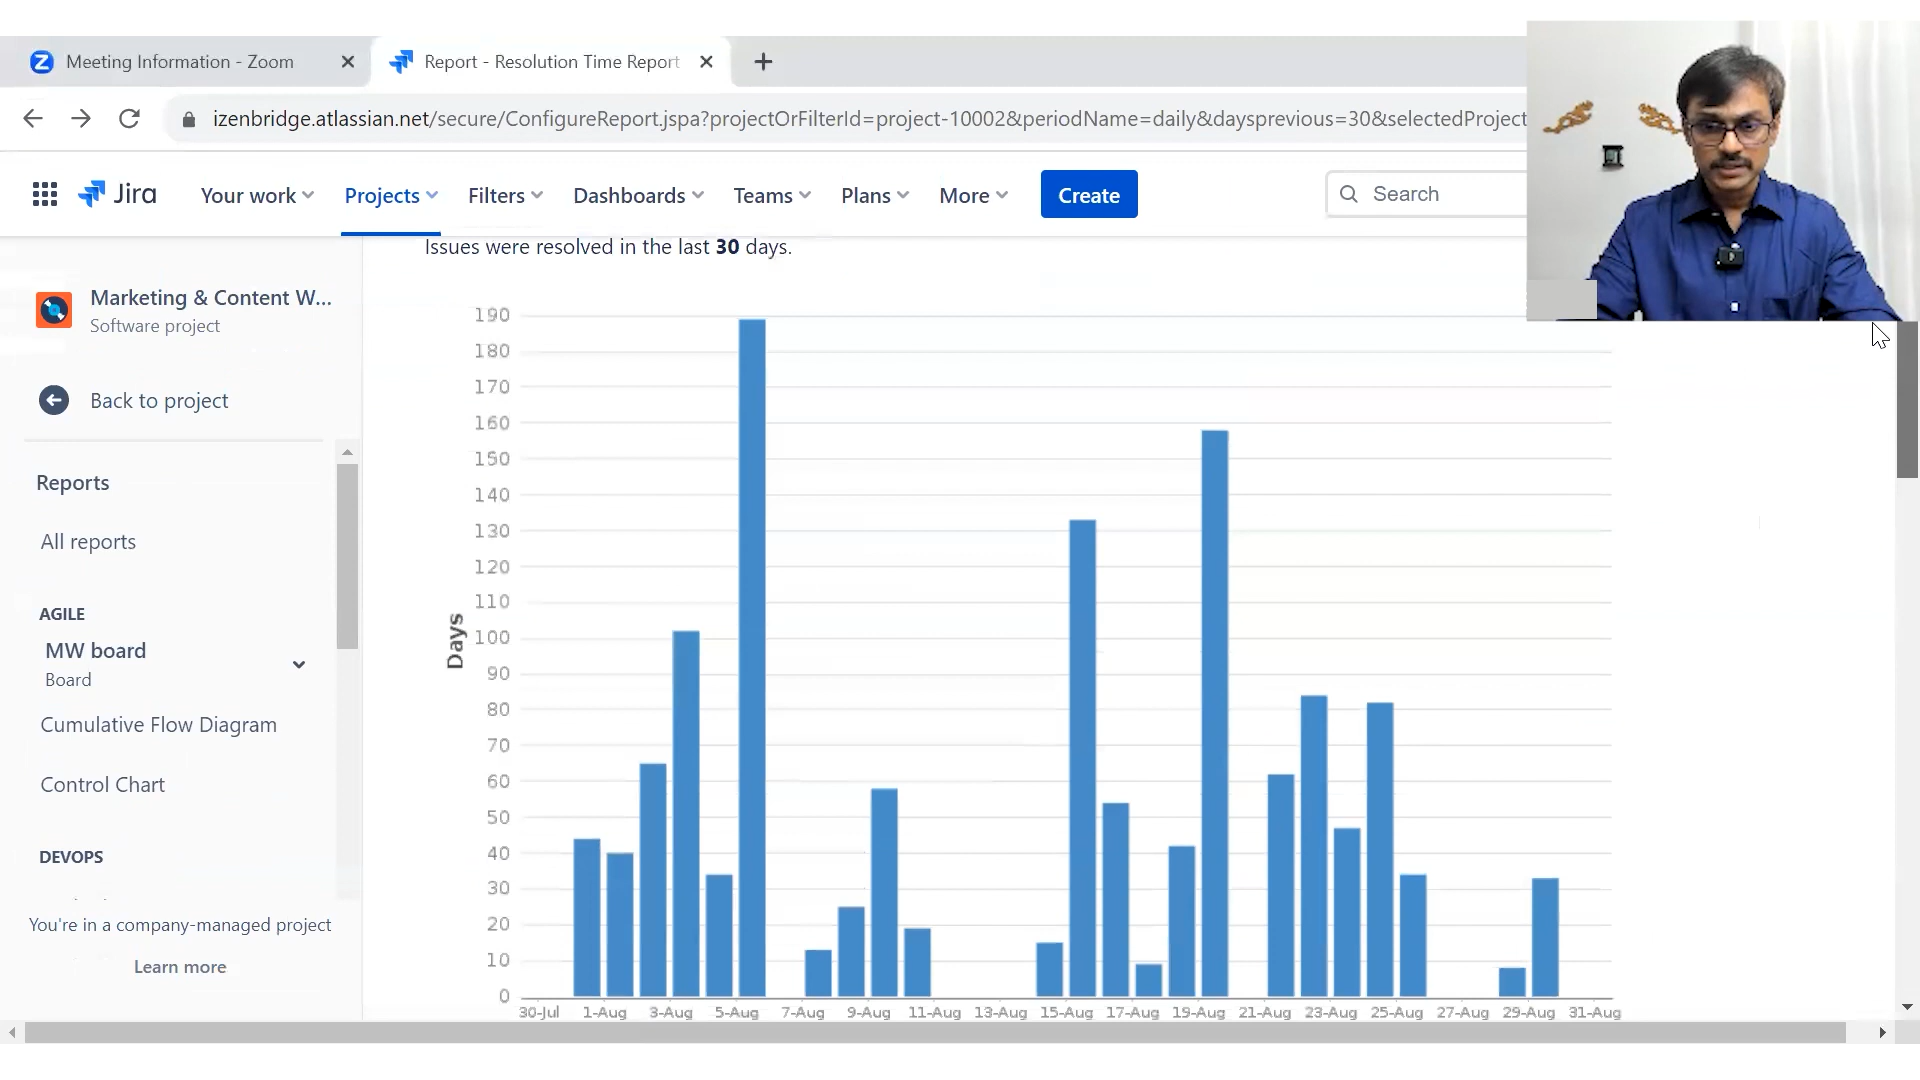 Meeting Information - Zoom
Report - Resolution Time Report
izenbridge.atlassian.net/secure/ConfigureReport.jspa?projectOrFilterId=project-10002&periodName=daily&daysprevious=30&selectedProject
Jira
Your work
Projects
Filters
Dashboards
Teams
Plans
More
Create
Search
Issues were resolved in the last 30 days.
Marketing & Content W...
Software project
Back to project
Reports
All reports
AGILE
MW board
Board
Cumulative Flow Diagram
Control Chart
DEVOPS
You're in a company-managed project
Learn more
190
180
170
160
150
140
130
120
110
100
90
80
70
60
50
40
30
20
10
0
Days
30-Jul 1-Aug 3-Aug 5-Aug 7-Aug 9-Aug 11-Aug 13-Aug 15-Aug 17-Aug 19-Aug 21-Aug 23-Aug 25-Aug 27-Aug 29-Aug 31-Aug